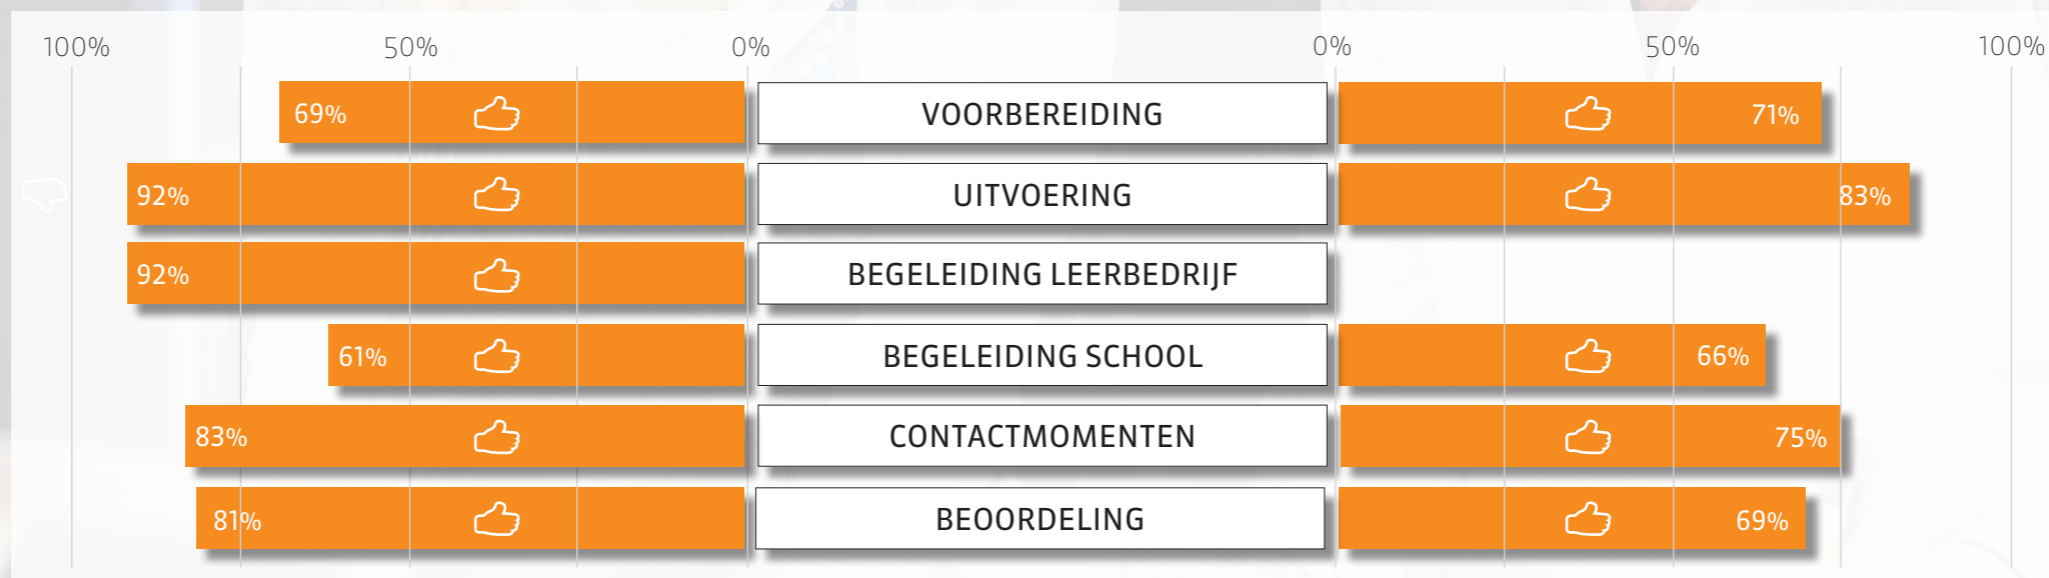 100% 50% 0% 0% 50% 100%
69% VOORBEREIDING 71%
92% UITVOERING 83%
92% BEGELEIDING LEERBEDRIJF
61% BEGELEIDING SCHOOL 66%
83% CONTACTMOMENTEN 75%
81% BEOORDELING 69%